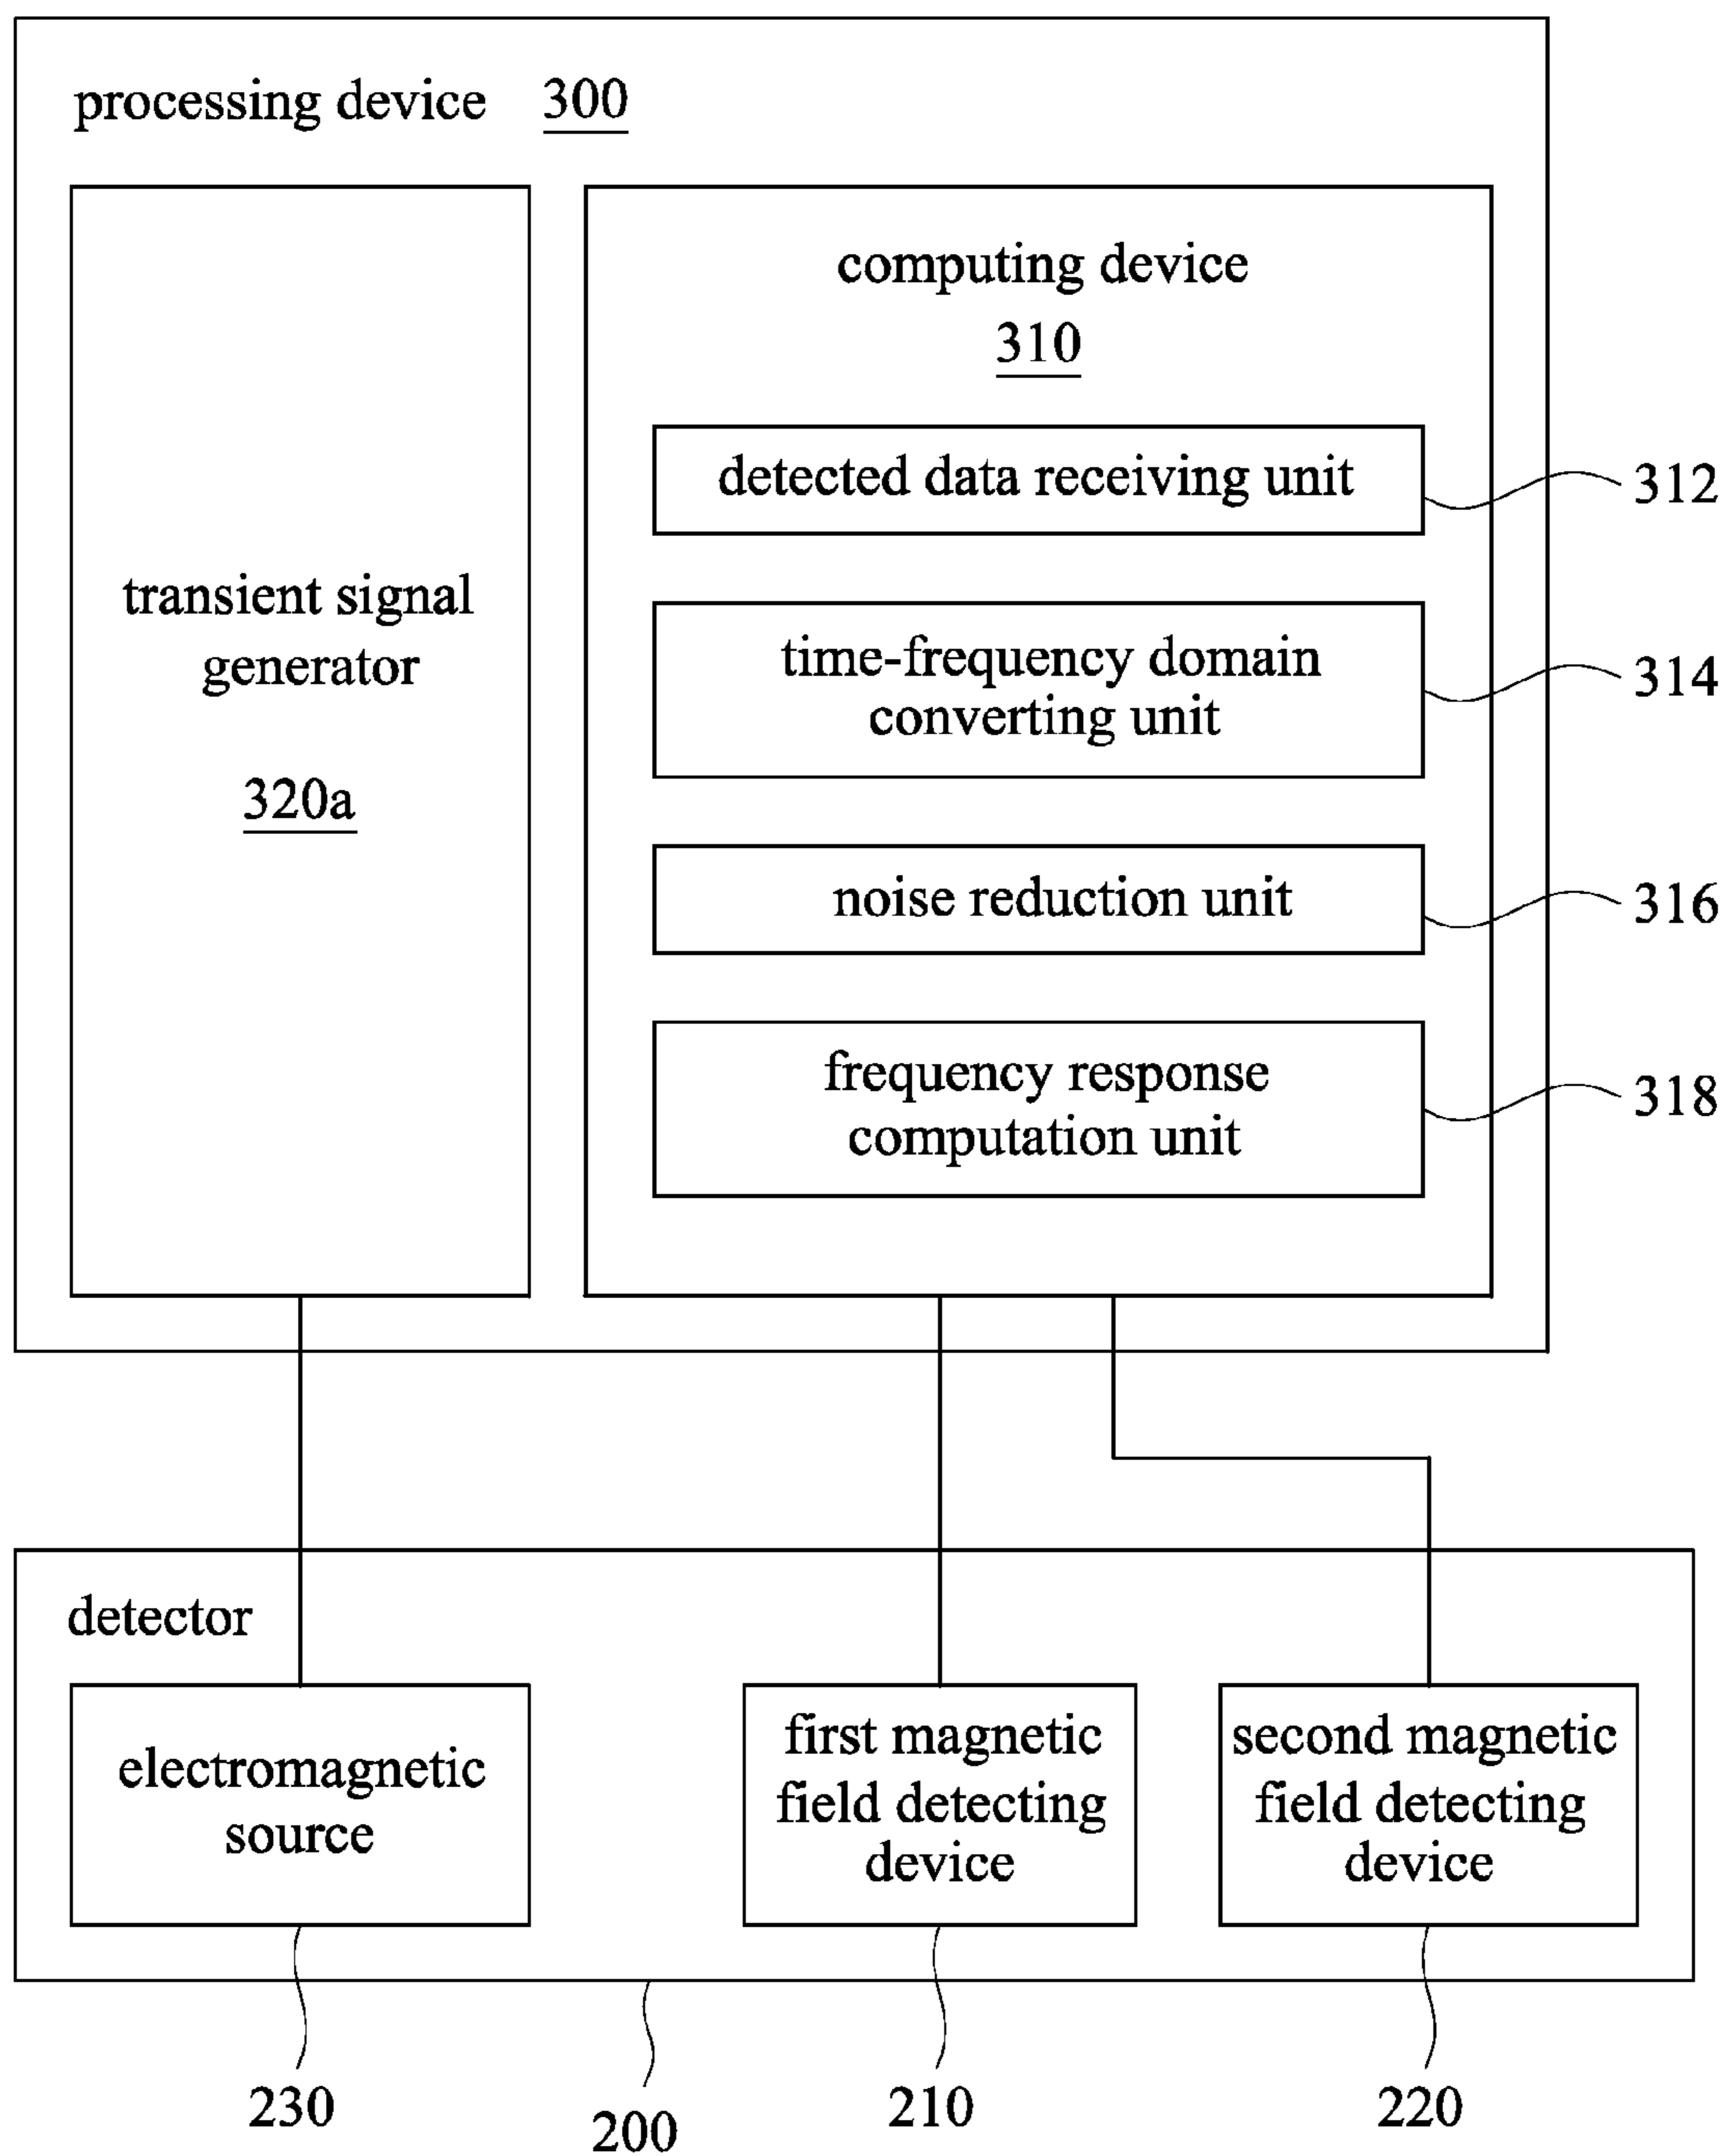 processing device 300
transient signal
generator
320a
computing device
310
detected data receiving unit
312
time-frequency domain
converting unit
314
noise reduction unit
316
frequency response
computation unit
318
detector
electromagnetic
source
first magnetic
field detecting
device
second magnetic
field detecting
device
230
200
210
220